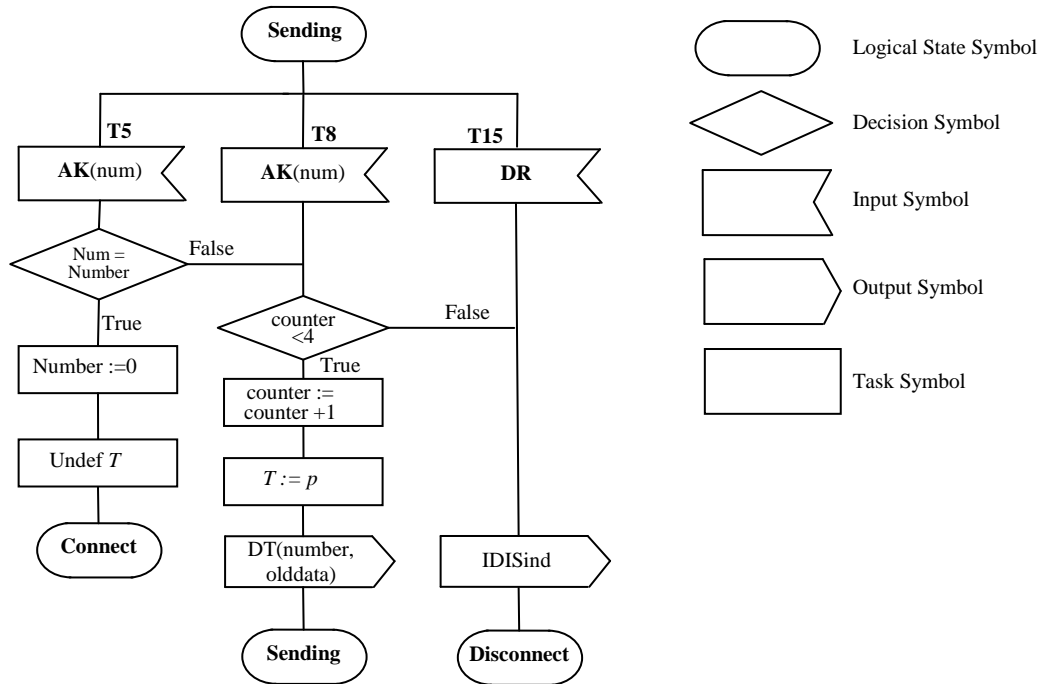 Sending
T5
T8
T15
AK(num)
AK(num)
DR
Num =
Number
False
True
counter
<4
False
True
Number :=0
counter :=
counter +1
Undef T
T := p
Connect
DT(number,
olddata)
IDISind
Sending
Disconnect
Logical State Symbol
Decision Symbol
Input Symbol
Output Symbol
Task Symbol